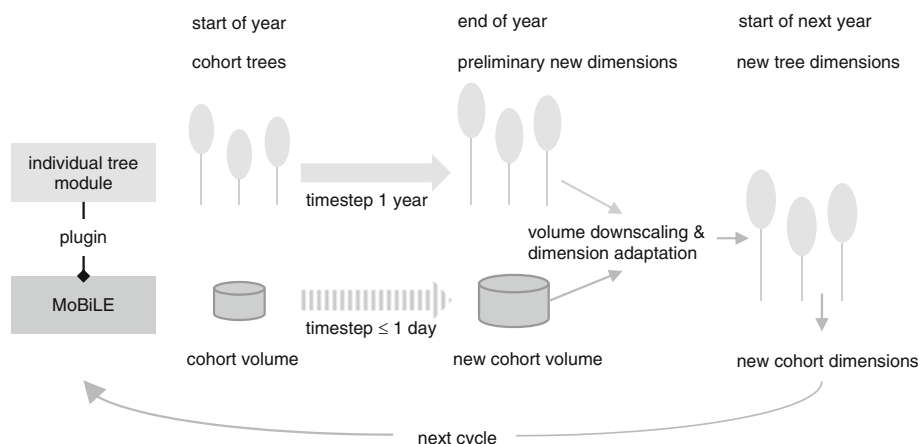 start of year
end of year
start of next year
cohort trees
preliminary new dimensions
new tree dimensions
individual tree
module
timestep 1 year
plugin
volume downscaling &
dimension adaptation
MoBiLE
timestep ≤ 1 day
cohort volume
new cohort volume
new cohort dimensions
next cycle